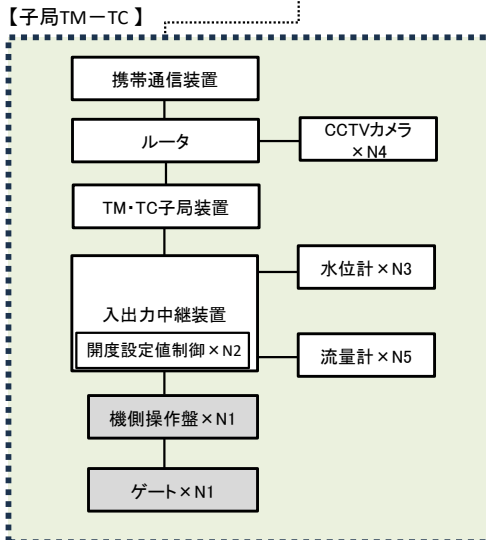 【子局TM－TC】
携帯通信装置
ルータ
CCTVカメラ
×N4
TM・TC子局装置
水位計×N3
入出力中継装置
開度設定値制御×N2
流量計×N5
機側操作盤×N1
ゲート×N1